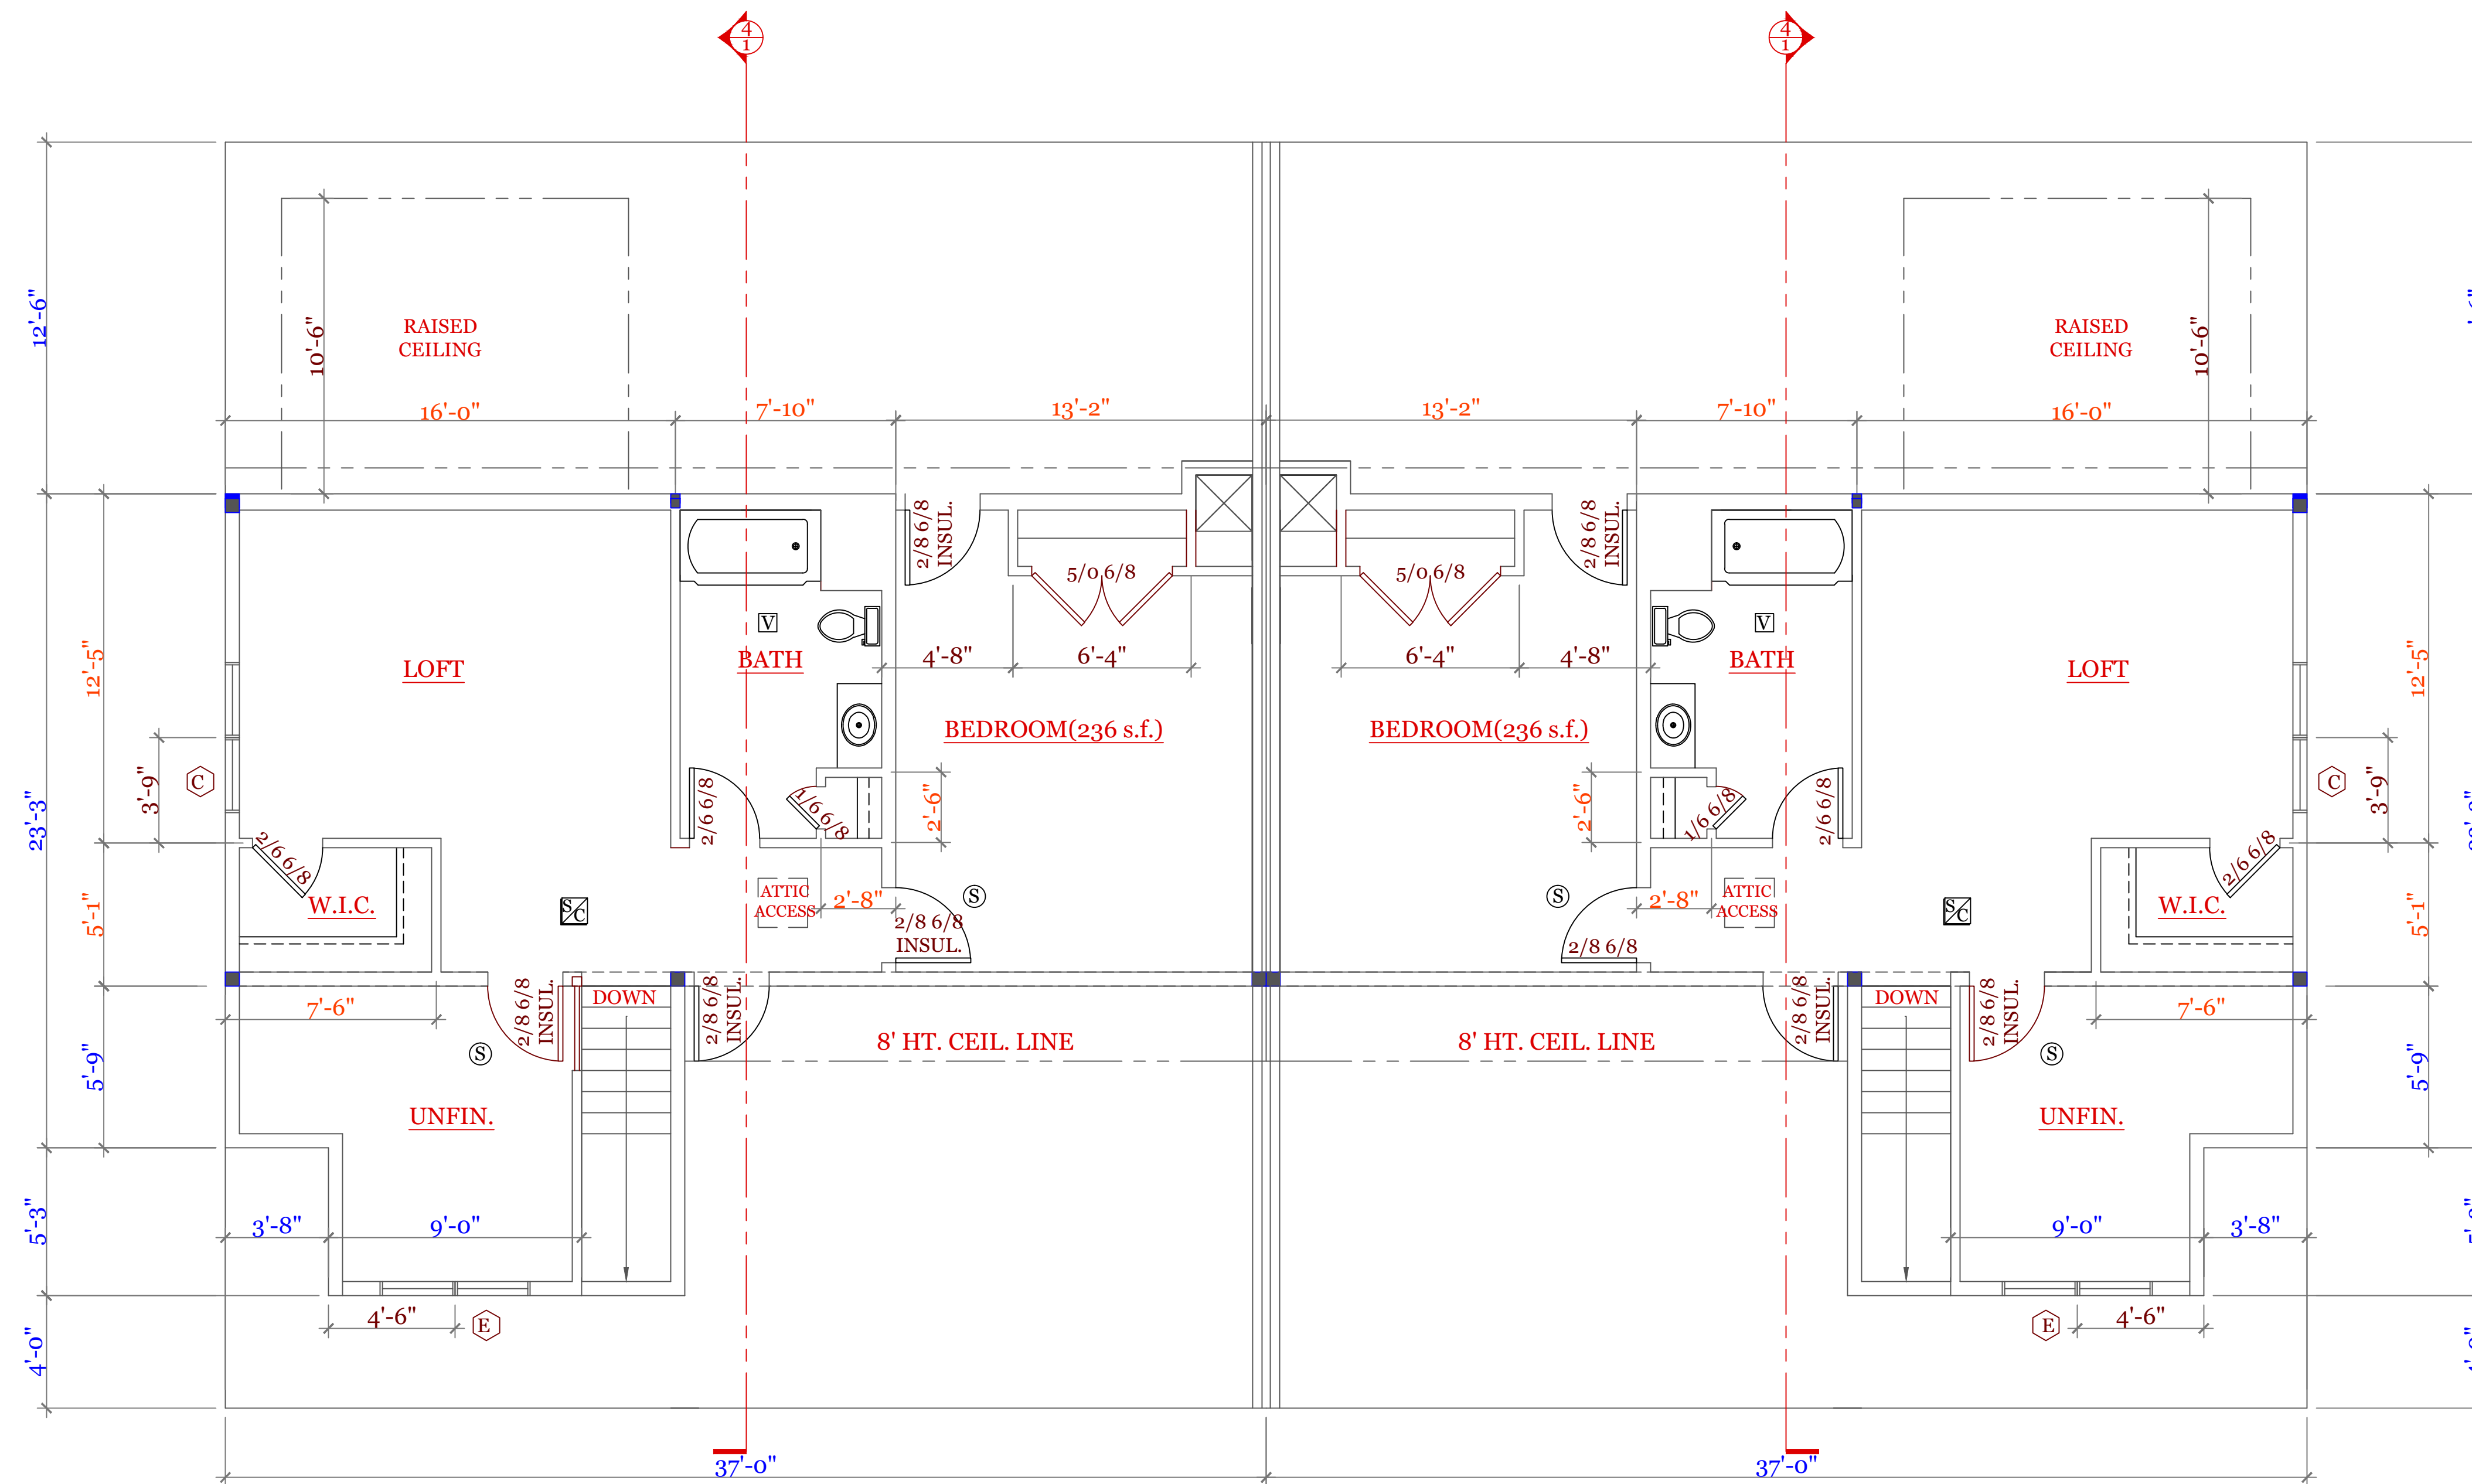 4
1
4
1
12'-6"
10'-6"
RAISED
CEILING
RAISED
CEILING
10'-6"
16'-0"
7'-10"
13'-2"
13'-2"
7'-10"
16'-0"
2/8 6/8
INSUL.
2/8 6/8
INSUL.
5/0 6/8
5/0 6/8
V
V
12'-5"
LOFT
BATH
4'-8"
6'-4"
6'-4"
4'-8"
BATH
LOFT
12'-5"
BEDROOM(236 s.f.)
BEDROOM(236 s.f.)
3'-9"
C
C
3'-9"
23'-3"
2/6 6/8
2/6 6/8
1/6 6/8
2'-6"
2'-6"
1/6 6/8
2/6 6/8
2/6 6/8
5'-1"
W.I.C.
S/C
ATTIC
ACCESS
2'-8"
S
S
2'-8"
ATTIC
ACCESS
S/C
W.I.C.
5'-1"
2/8 6/8
INSUL.
2/8 6/8
7'-6"
2/8 6/8
INSUL.
DOWN
2/8 6/8
INSUL.
2/8 6/8
INSUL.
DOWN
2/8 6/8
INSUL.
7'-6"
5'-9"
S
8' HT. CEIL. LINE
8' HT. CEIL. LINE
S
5'-9"
UNFIN.
UNFIN.
5'-3"
3'-8"
9'-0"
9'-0"
3'-8"
4'-6"
E
E
4'-6"
4'-0"
37'-0"
37'-0"